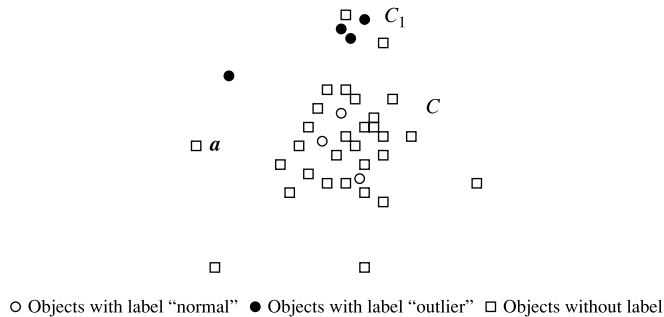 C1
C
a
Objects with label “normal” Objects with label “outlier” Objects without label